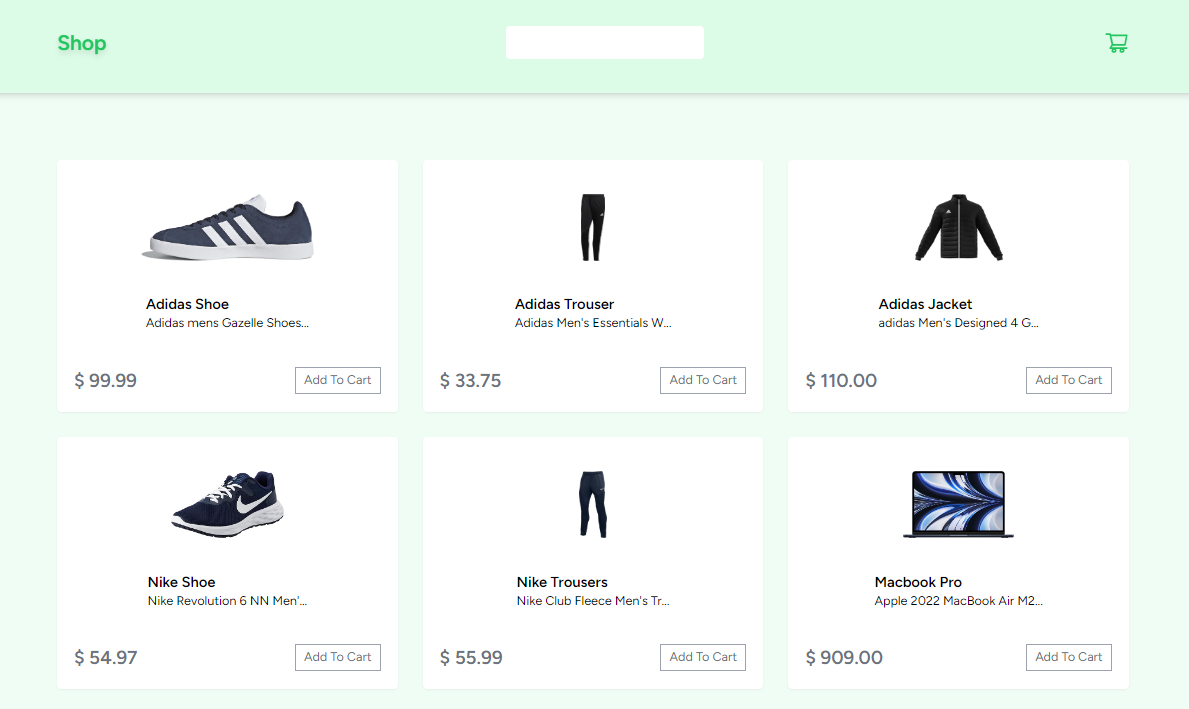 Shop
Adidas Shoe
Adidas mens Gazelle Shoes...
$ 99.99
Add To Cart
Adidas Trouser
Adidas Men's Essentials W...
$ 33.75
Add To Cart
Adidas Jacket
adidas Men's Designed 4 G...
$ 110.00
Add To Cart
Nike Shoe
Nike Revolution 6 NN Men'...
$ 54.97
Add To Cart
Nike Trousers
Nike Club Fleece Men's Tr...
$ 55.99
Add To Cart
Macbook Pro
Apple 2022 MacBook Air M2...
$ 909.00
Add To Cart